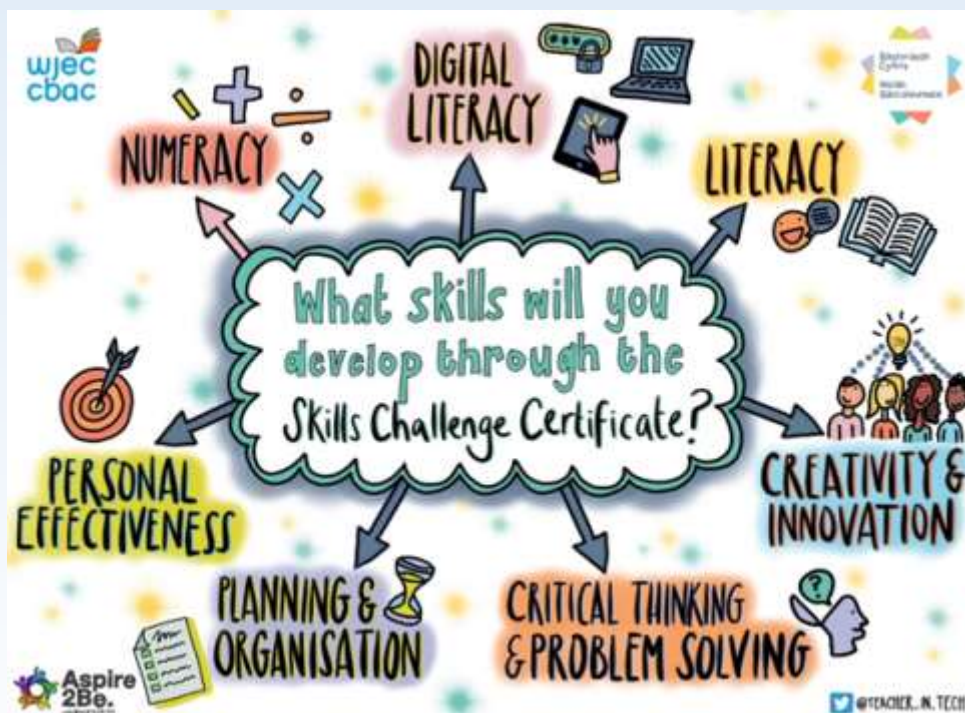 wjec
cbac
DIGITAL
LITERACY
NUMERACY
LITERACY
What skills will you
develop through the
Skills Challenge Certificate?
PERSONAL
EFFECTIVENESS
CREATIVITY &
INNOVATION
PLANNING &
ORGANISATION
CRITICAL THINKING
& PROBLEM SOLVING
Aspire
2Be.
@TEACHER_IN_TECH